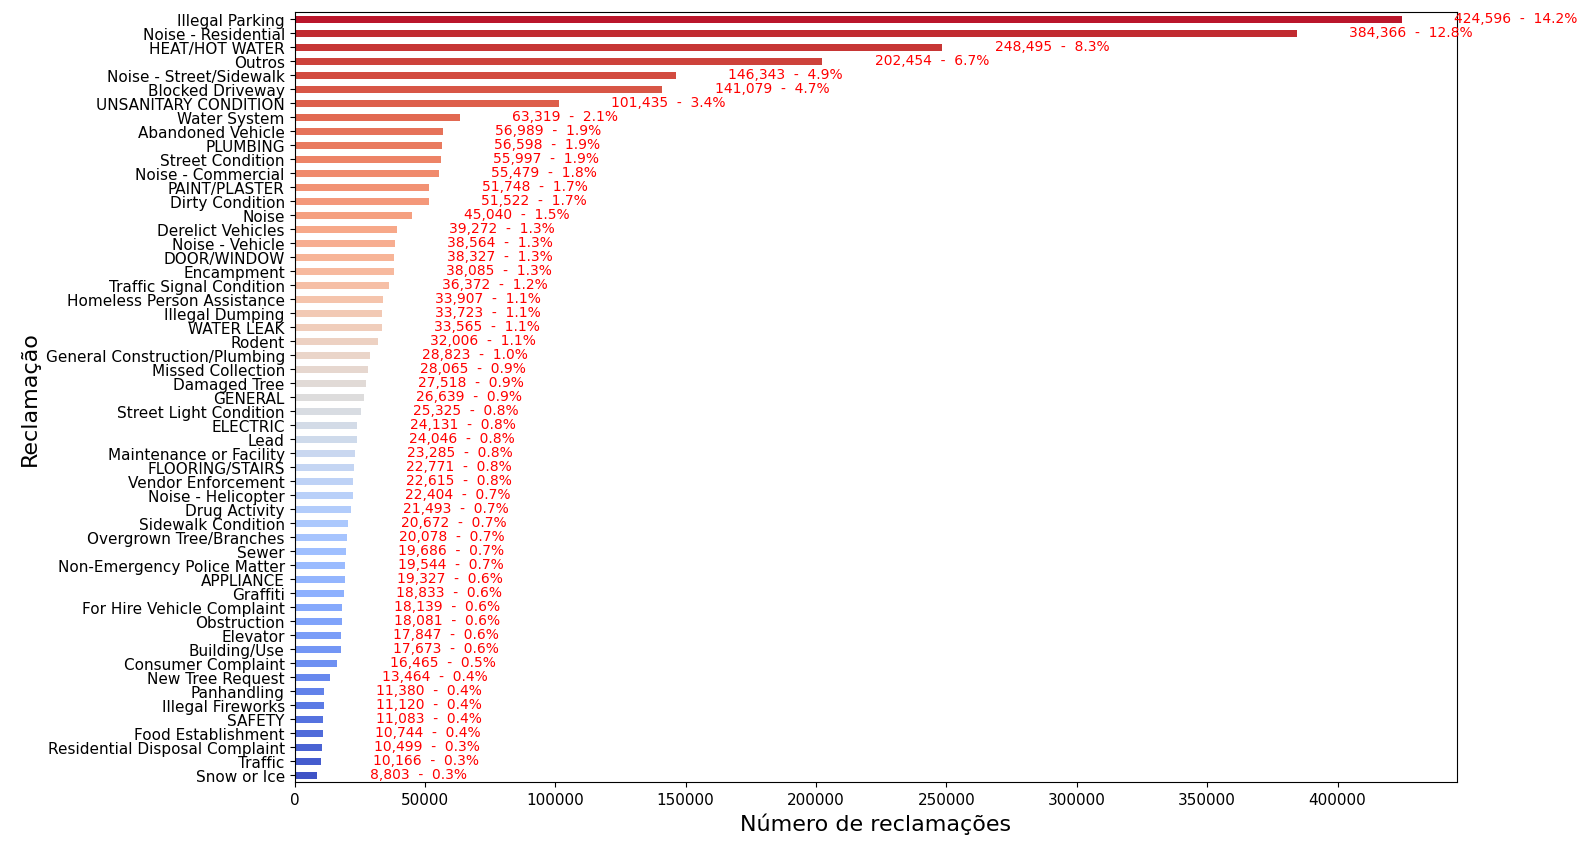 Illegal Parking 424,596 - 14.2%
Noise - Residential 384,366 - 12.8%
HEAT/HOT WATER 248,495 - 8.3%
Outros 202,454 - 6.7%
Noise - Street/Sidewalk 146,343 - 4.9%
Blocked Driveway 141,079 - 4.7%
UNSANITARY CONDITION 101,435 - 3.4%
Water System 63,319 - 2.1%
Abandoned Vehicle 56,989 - 1.9%
PLUMBING 56,598 - 1.9%
Street Condition 55,997 - 1.9%
Noise - Commercial 55,479 - 1.8%
PAINT/PLASTER 51,748 - 1.7%
Dirty Condition 51,522 - 1.7%
Noise 45,040 - 1.5%
Derelict Vehicles 39,272 - 1.3%
Noise - Vehicle 38,564 - 1.3%
DOOR/WINDOW 38,327 - 1.3%
Encampment 38,085 - 1.3%
Traffic Signal Condition 36,372 - 1.2%
Homeless Person Assistance 33,907 - 1.1%
Illegal Dumping 33,723 - 1.1%
WATER LEAK 33,565 - 1.1%
Rodent 32,006 - 1.1%
General Construction/Plumbing 28,823 - 1.0%
Missed Collection 28,065 - 0.9%
Damaged Tree 27,518 - 0.9%
GENERAL 26,639 - 0.9%
Street Light Condition 25,325 - 0.8%
ELECTRIC 24,131 - 0.8%
Lead 24,046 - 0.8%
Maintenance or Facility 23,285 - 0.8%
FLOORING/STAIRS 22,771 - 0.8%
Vendor Enforcement 22,615 - 0.8%
Noise - Helicopter 22,404 - 0.7%
Drug Activity 21,493 - 0.7%
Sidewalk Condition 20,672 - 0.7%
Overgrown Tree/Branches 20,078 - 0.7%
Sewer 19,686 - 0.7%
Non-Emergency Police Matter 19,544 - 0.7%
APPLIANCE 19,327 - 0.6%
Graffiti 18,833 - 0.6%
For Hire Vehicle Complaint 18,139 - 0.6%
Obstruction 18,081 - 0.6%
Elevator 17,847 - 0.6%
Building/Use 17,673 - 0.6%
Consumer Complaint 16,465 - 0.5%
New Tree Request 13,464 - 0.4%
Panhandling 11,380 - 0.4%
Illegal Fireworks 11,120 - 0.4%
SAFETY 11,083 - 0.4%
Food Establishment 10,744 - 0.4%
Residential Disposal Complaint 10,499 - 0.3%
Traffic 10,166 - 0.3%
Snow or Ice 8,803 - 0.3%
Reclamação
0 50000 100000 150000 200000 250000 300000 350000 400000
Número de reclamações